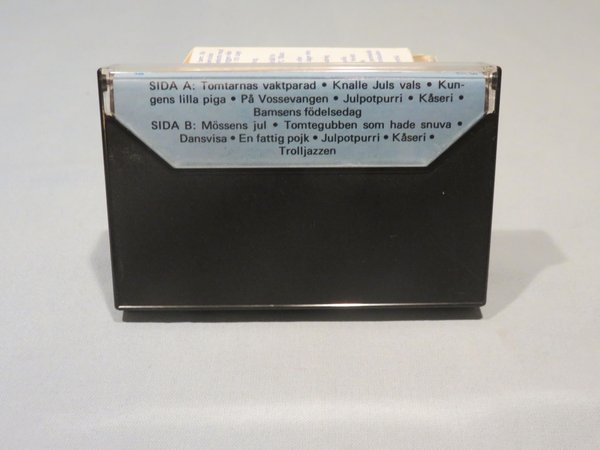 SIDA A: Tomtarnas vaktparad • Knalle Juls vals • Kun-
gens lilla piga • På Vossevangen • Julpotpurri • Kåseri •
Bamsens födelsedag
SIDA B: Mössens jul • Tomtegubben som hade snuva •
Dansvisa • En fattig pojk • Julpotpurri • Kåseri •
Trolljazzen